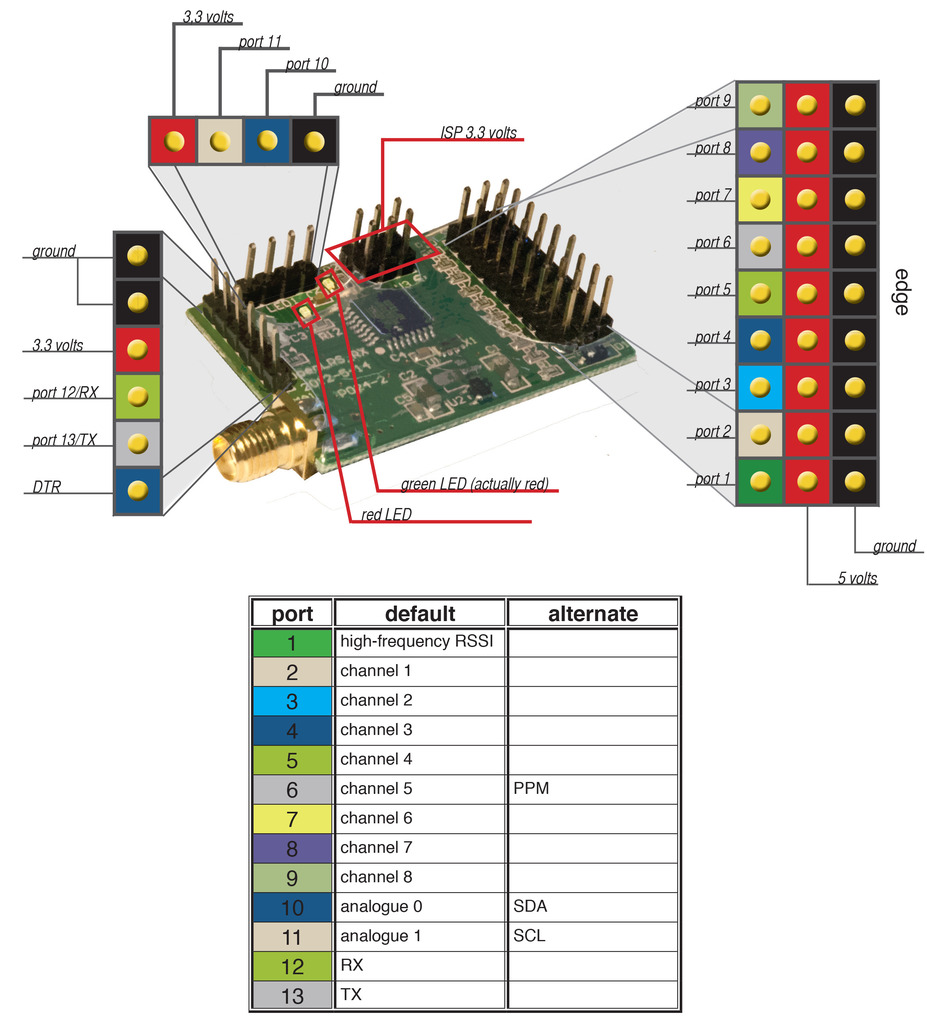 3.3 volts
port 11
port 10
ground
ISP 3.3 volts
ground
3.3 volts
port 12/RX
port 13/TX
DTR
port 9
port 8
port 7
port 6
port 5
port 4
port 3
port 2
port 1
edge
green LED (actually red)
red LED
ground
5 volts
port default alternate
1 high-frequency RSSI
2 channel 1
3 channel 2
4 channel 3
5 channel 4
6 channel 5 PPM
7 channel 6
8 channel 7
9 channel 8
10 analogue 0 SDA
11 analogue 1 SCL
12 RX
13 TX